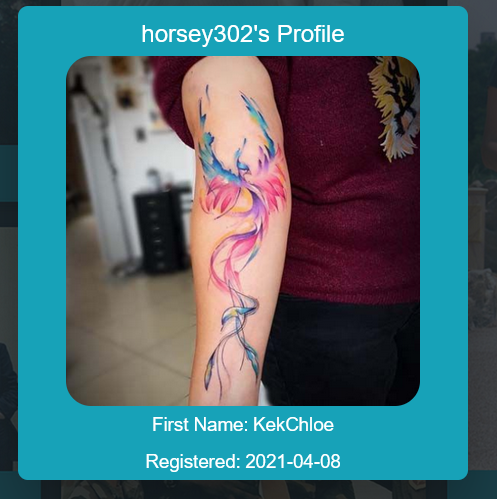 horsey302's Profile
First Name: KekChloe
Registered: 2021-04-08